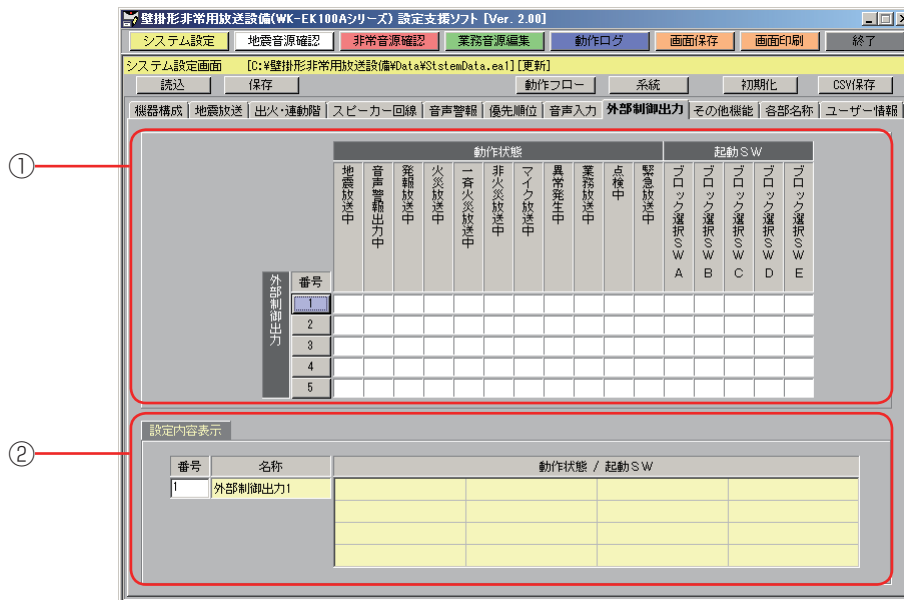 壁掛形非常用放送設備(WK-EK100Aシリーズ) 設定支援ソフト [Ver. 2.00]
システム設定 地震音源確認 非常音源確認 業務音源編集 動作ログ 画面保存 画面印刷 終了
システム設定画面 [C:¥壁掛形非常用放送設備¥Data¥StstemData.ea1] [更新]
読込 保存 動作フロー 系統 初期化 CSV保存
機器構成 地震放送 出火・連動階 スピーカー回線 音声警報 優先順位 音声入力 外部制御出力 その他機能 各部名称 ユーザー情報
①
動作状態 起動SW
地震放送中
音声警報出力中
発報放送中
火災放送中
一斉火災放送中
非火災放送中
マイク放送中
異常発生中
業務放送中
点検中
緊急放送中
ブロック選択SW A
ブロック選択SW B
ブロック選択SW C
ブロック選択SW D
ブロック選択SW E
外部制御出力
番号
1
2
3
4
5
②
設定内容表示
番号 名称 動作状態 / 起動SW
1 外部制御出力1